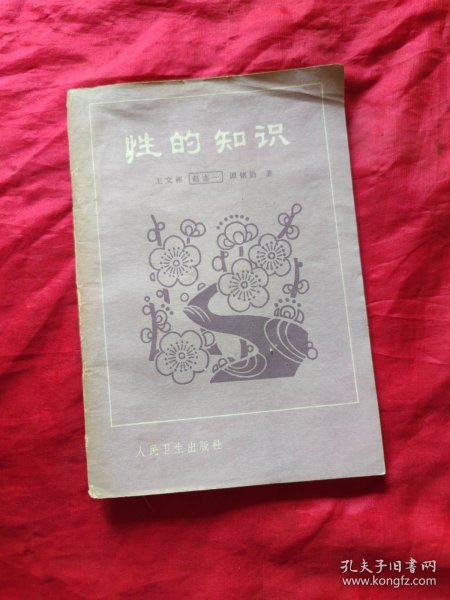 性的知识
王文彬 赵志一 谭铭勋 著
人民卫生出版社
孔夫子旧书网
www.kongfz.com